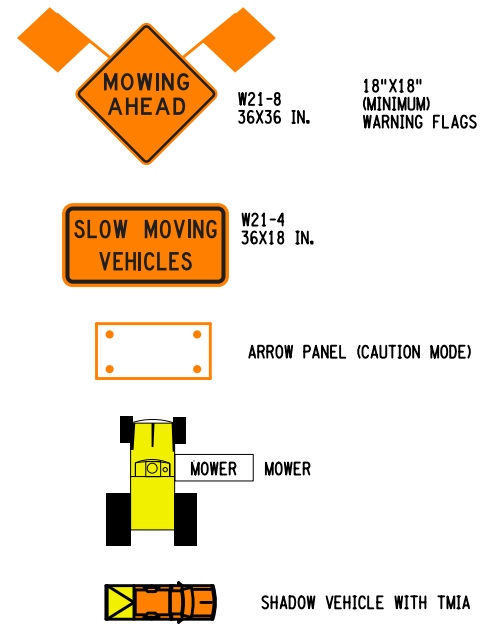 MOWING
AHEAD
W21-8
36X36 IN.
18"X18"
(MINIMUM)
WARNING FLAGS
SLOW MOVING
VEHICLES
W21-4
36X18 IN.
ARROW PANEL (CAUTION MODE)
MOWER MOWER
SHADOW VEHICLE WITH TMIA